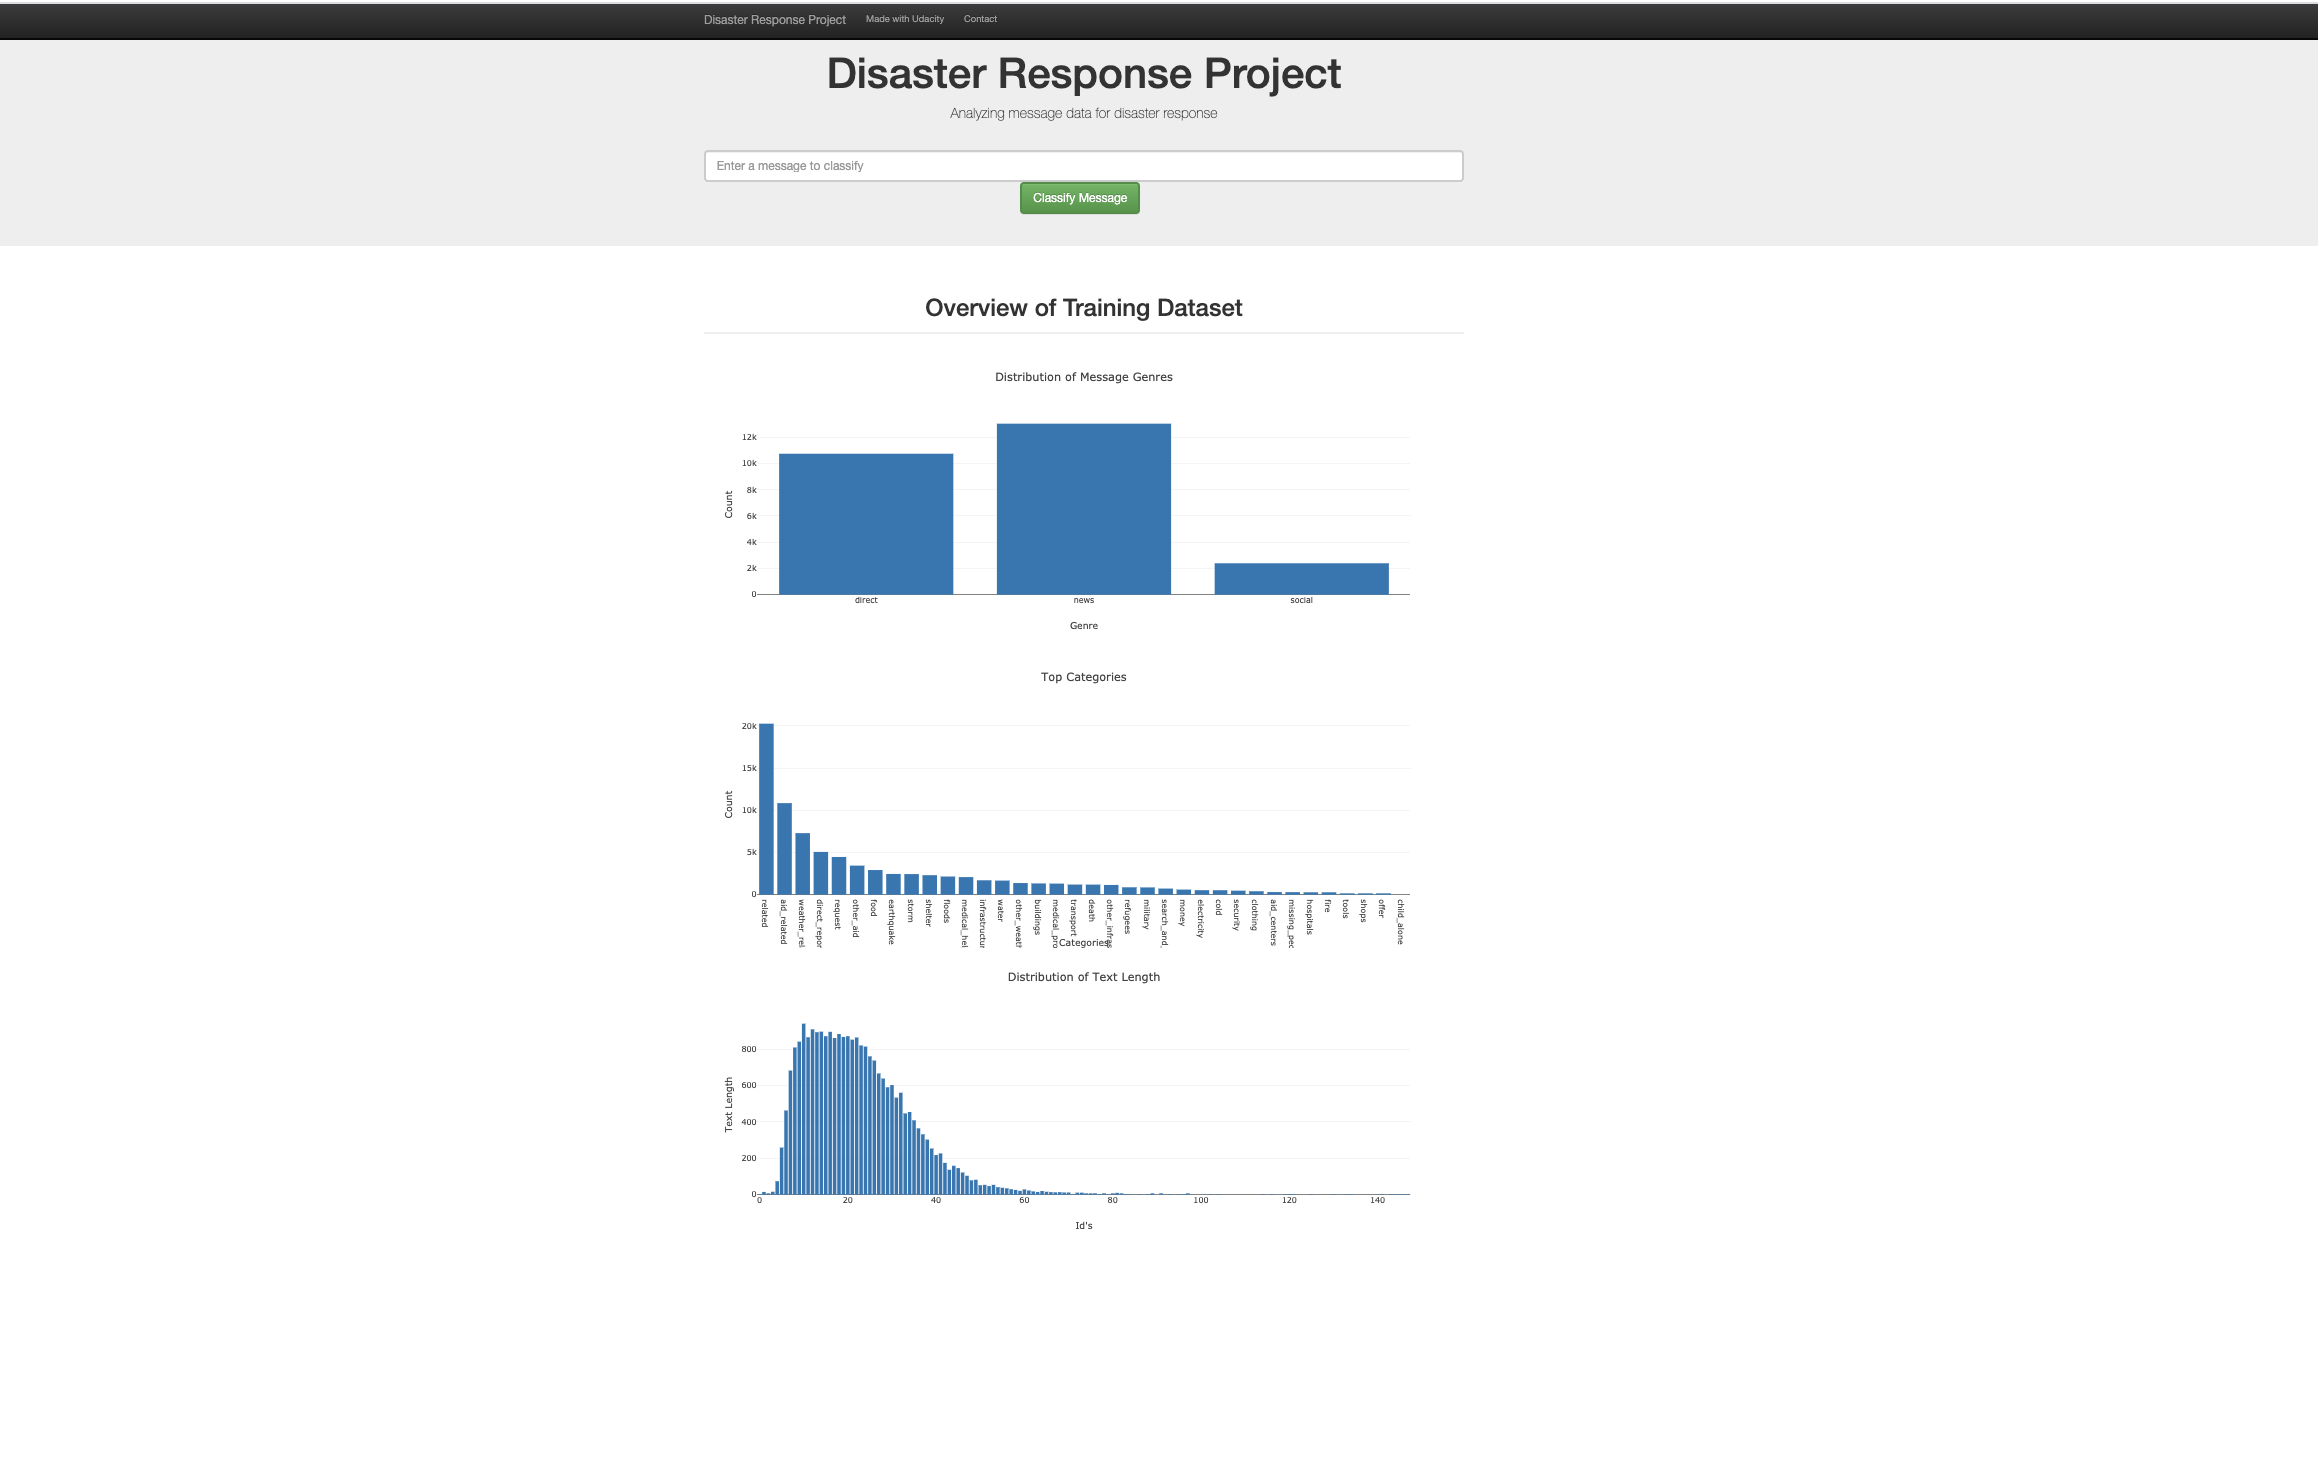 Disaster Response Project Made with Udacity Contact
Disaster Response Project
Analyzing message data for disaster response
Enter a message to classify
Classify Message
Overview of Training Dataset
Distribution of Message Genres
12k
10k
8k
6k
4k
2k
0
Count
direct news social
Genre
Top Categories
20k
15k
10k
5k
0
Count
related
aid_related
weather_rel
direct_repor
request
other_aid
food
earthquake
storm
shelter
floods
medical_hel
infrastructur
water
other_weath
buildings
medical_pro
transport
death
other_infras
refugees
military
search_and_
money
electricity
cold
security
clothing
aid_centers
missing_peo
hospitals
fire
tools
shops
offer
child_alone
Categories
Distribution of Text Length
800
600
400
200
0
Text Length
0 20 40 60 80 100 120 140
Id's